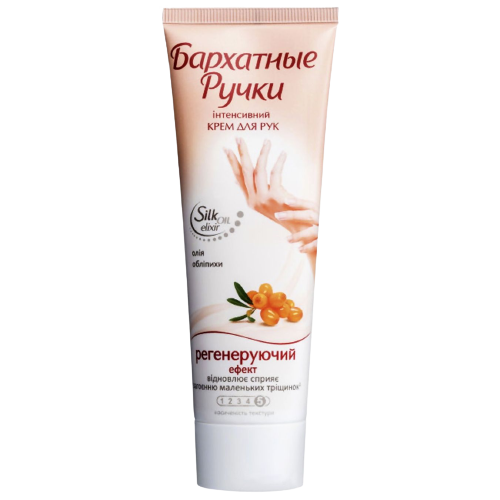 Бархатные
Ручки
інтенсивний
КРЕМ ДЛЯ РУК
Silk OIL
elixir
олія
обліпихи
регенеруючий
ефект
відновлює сприяє
маленьких тріщинок
1 2 3 4 5